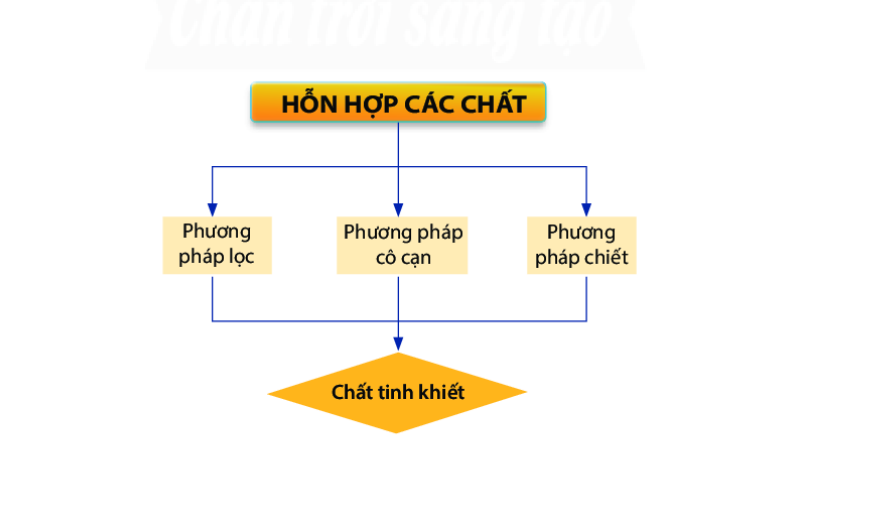 Chân trời sáng tạo
HỖN HỢP CÁC CHẤT
Phương
pháp lọc
Phương pháp
cô cạn
Phương
pháp chiết
Chất tinh khiết